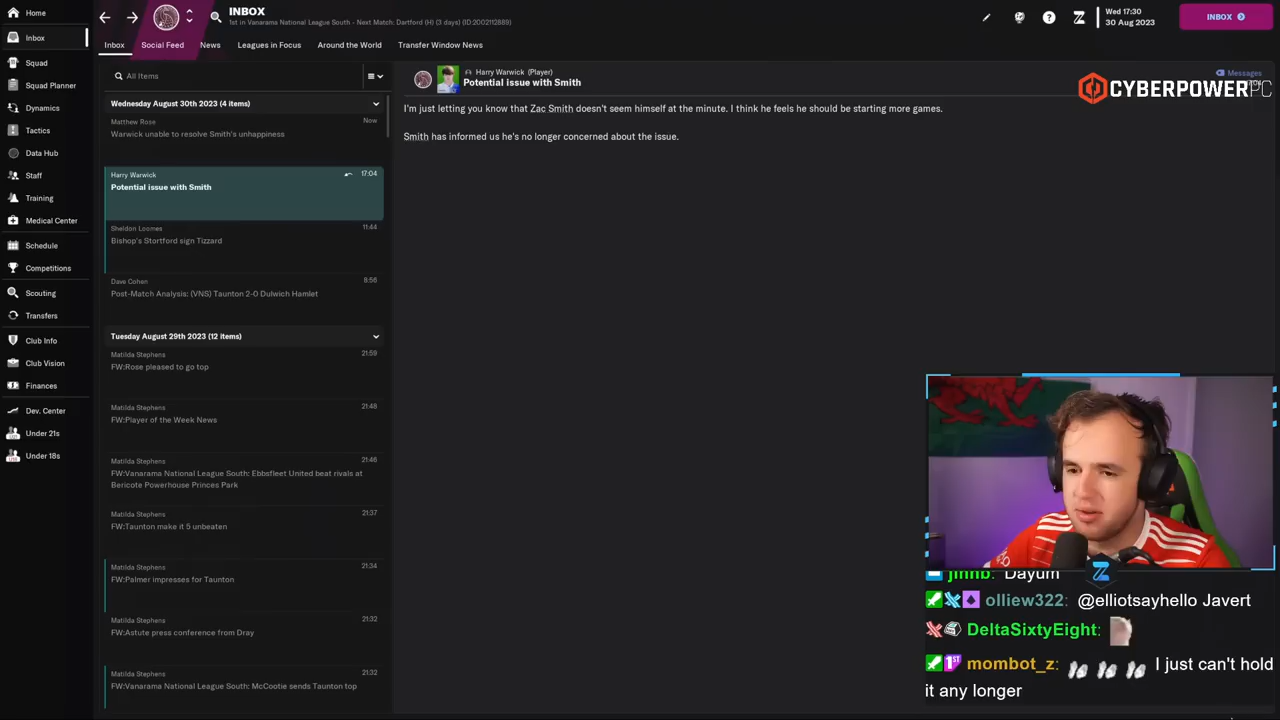 Home
Inbox
Squad
Squad Planner
Dynamics
Tactics
Data Hub
Staff
Training
Medical Center
Schedule
Competitions
Scouting
Transfers
Club Info
Club Vision
Finances
Dev. Center
Under 21s
Under 18s
INBOX
1st in Vanarama National League South - Next Match: Dartford (H) (3 days) (ID:2002112889)
Wed 17:30
30 Aug 2023
INBOX
Inbox
Social Feed
News
Leagues in Focus
Around the World
Transfer Window News
All Items
Wednesday August 30th 2023 (4 items)
Matthew Rose
Now
Warwick unable to resolve Smith's unhappiness
Harry Warwick
17:04
Potential issue with Smith
Sheldon Loomes
11:44
Bishop's Stortford sign Tizzard
Dave Cohen
8:56
Post-Match Analysis: (VNS) Taunton 2-0 Dulwich Hamlet
Tuesday August 29th 2023 (12 items)
Matilda Stephens
21:59
FW:Rose pleased to go top
Matilda Stephens
21:48
FW:Player of the Week News
Matilda Stephens
21:46
FW:Vanarama National League South: Ebbsfleet United beat rivals at
Bericote Powerhouse Princes Park
Matilda Stephens
21:37
FW:Taunton make it 5 unbeaten
Matilda Stephens
21:34
FW:Palmer impresses for Taunton
Matilda Stephens
21:32
FW:Astute press conference from Dray
Matilda Stephens
21:32
FW:Vanarama National League South: McCootie sends Taunton top
Harry Warwick (Player)
Potential issue with Smith
Messages
I'm just letting you know that Zac Smith doesn't seem himself at the minute. I think he feels he should be starting more games.
Smith has informed us he's no longer concerned about the issue.
CYBERPOWERPC
jinnb: Dayum
olliew322: @elliotsayhello Javert
DeltaSixtyEight:
mombot_z: I just can't hold
it any longer